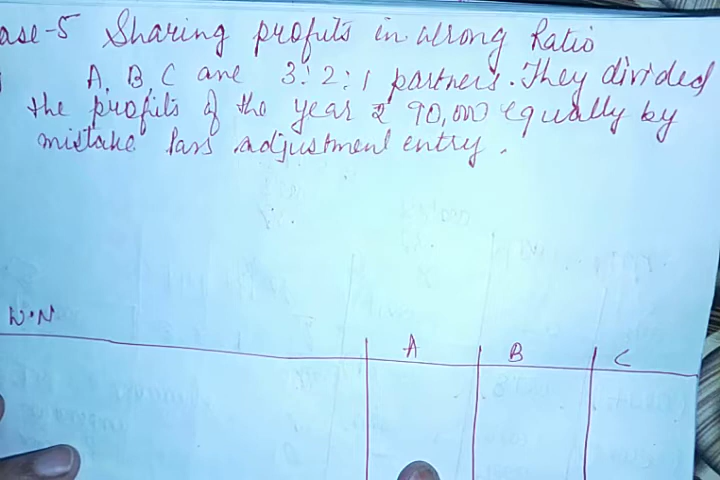 ase-5 Sharing profits in wrong Ratio
A, B, C are 3:2:1 partners. They divided
the profits of the year ₹ 90,000 equally by
mistake Pass adjustment entry.
W.N
A B C